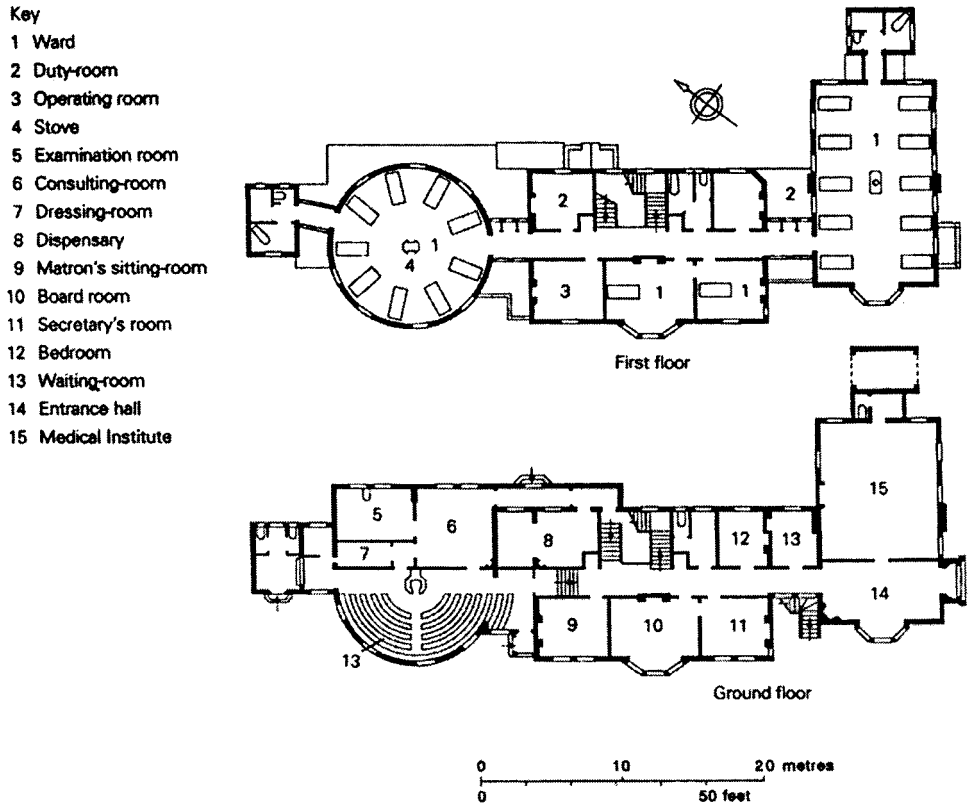 Key
1 Ward
2 Duty-room
3 Operating room
4 Stove
5 Examination room
6 Consulting-room
7 Dressing-room
8 Dispensary
9 Matron's sitting-room
10 Board room
11 Secretary's room
12 Bedroom
13 Waiting-room
14 Entrance hall
15 Medical Institute
1
2
2
1
4
3
1
1
First floor
15
5
6
8
12
13
7
14
9
10
11
13
Ground floor
0 10 20 metres
0 50 feet